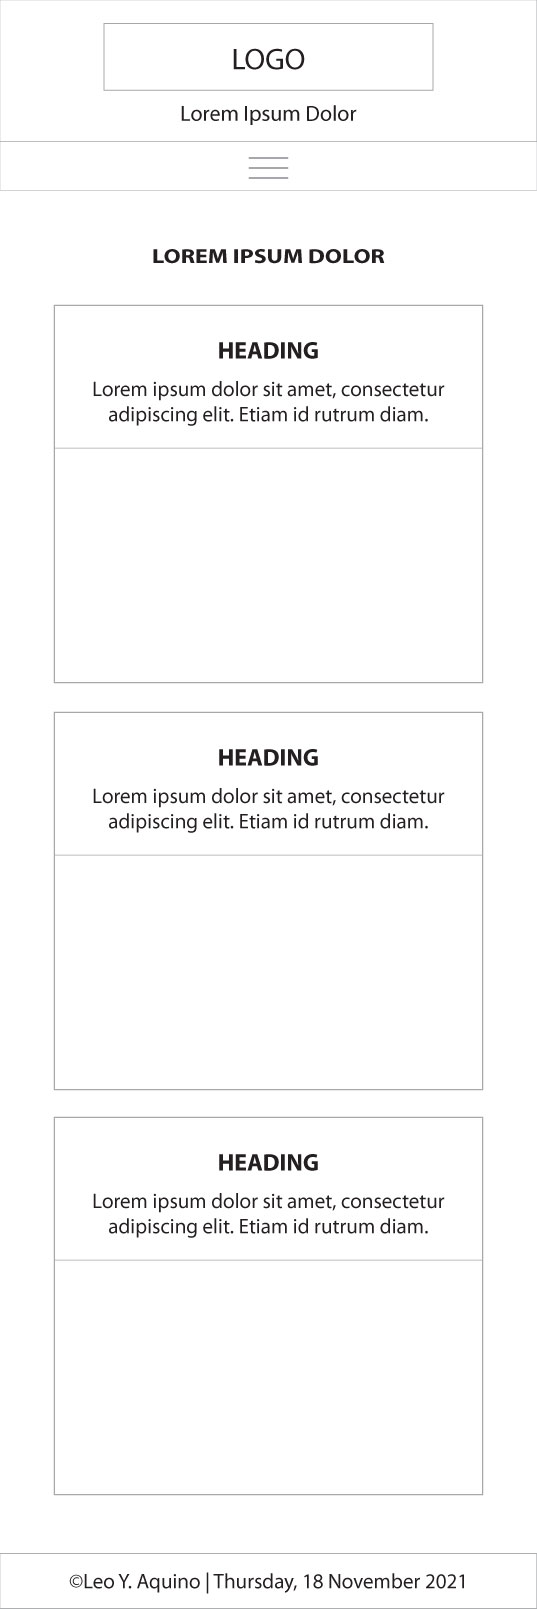 LOGO
Lorem Ipsum Dolor
LOREM IPSUM DOLOR
HEADING
Lorem ipsum dolor sit amet, consectetur
adipiscing elit. Etiam id rutrum diam.
HEADING
Lorem ipsum dolor sit amet, consectetur
adipiscing elit. Etiam id rutrum diam.
HEADING
Lorem ipsum dolor sit amet, consectetur
adipiscing elit. Etiam id rutrum diam.
©Leo Y. Aquino | Thursday, 18 November 2021